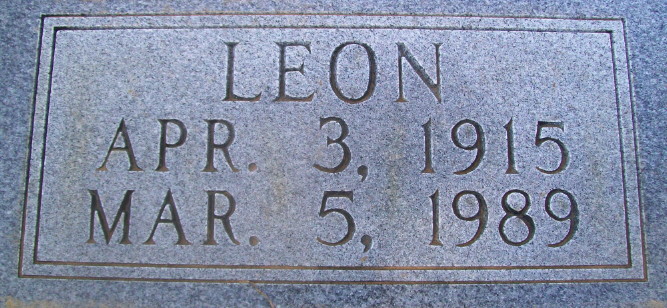 LEON
APR. 3, 1915
MAR. 5, 1989